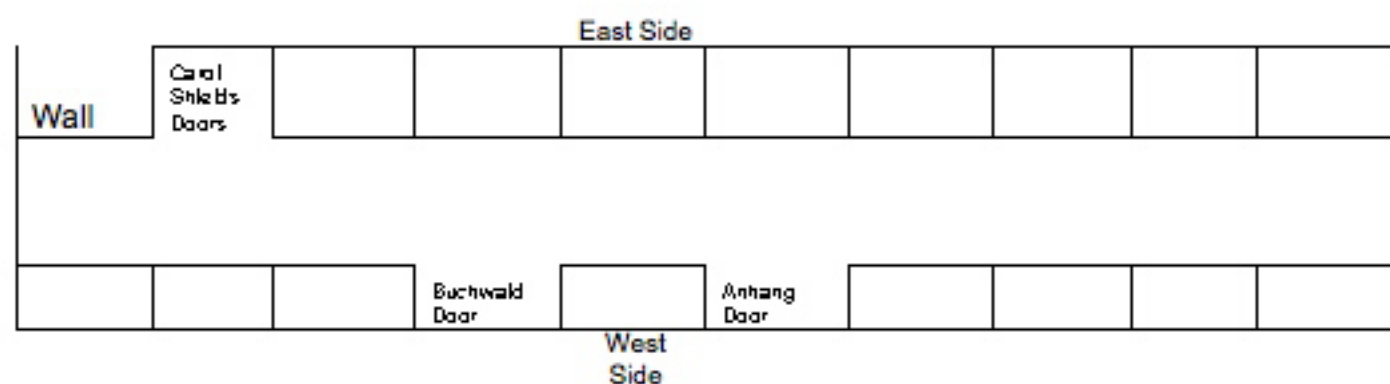 East Side
Wall
Carol
Shields
Doors
Buchwald
Door
Anhang
Door
West
Side